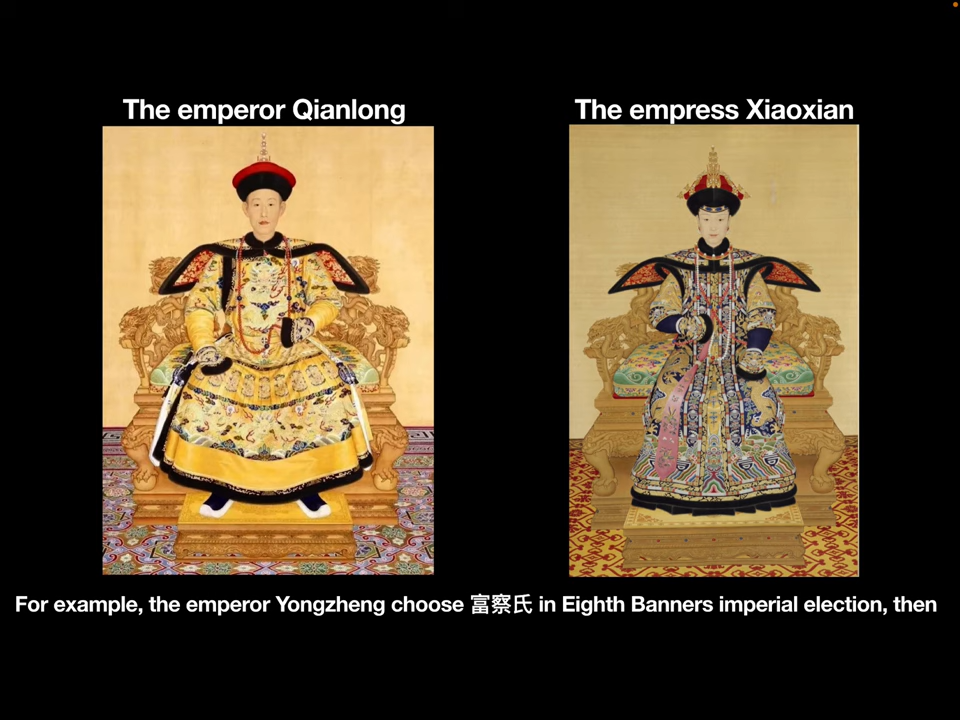 The emperor Qianlong
The empress Xiaoxian
For example, the emperor Yongzheng choose 富察氏 in Eighth Banners imperial election, then